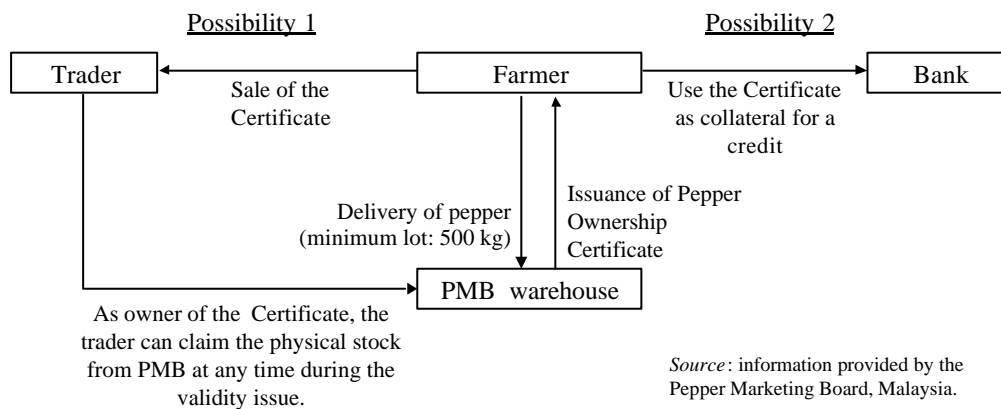 Possibility 1
Possibility 2
Trader
Farmer
Bank
Sale of the
Certificate
Use the Certificate
as collateral for a
credit
Delivery of pepper
(minimum lot: 500 kg)
Issuance of Pepper
Ownership
Certificate
PMB warehouse
As owner of the Certificate, the
trader can claim the physical stock
from PMB at any time during the
validity issue.
Source: information provided by the
Pepper Marketing Board, Malaysia.